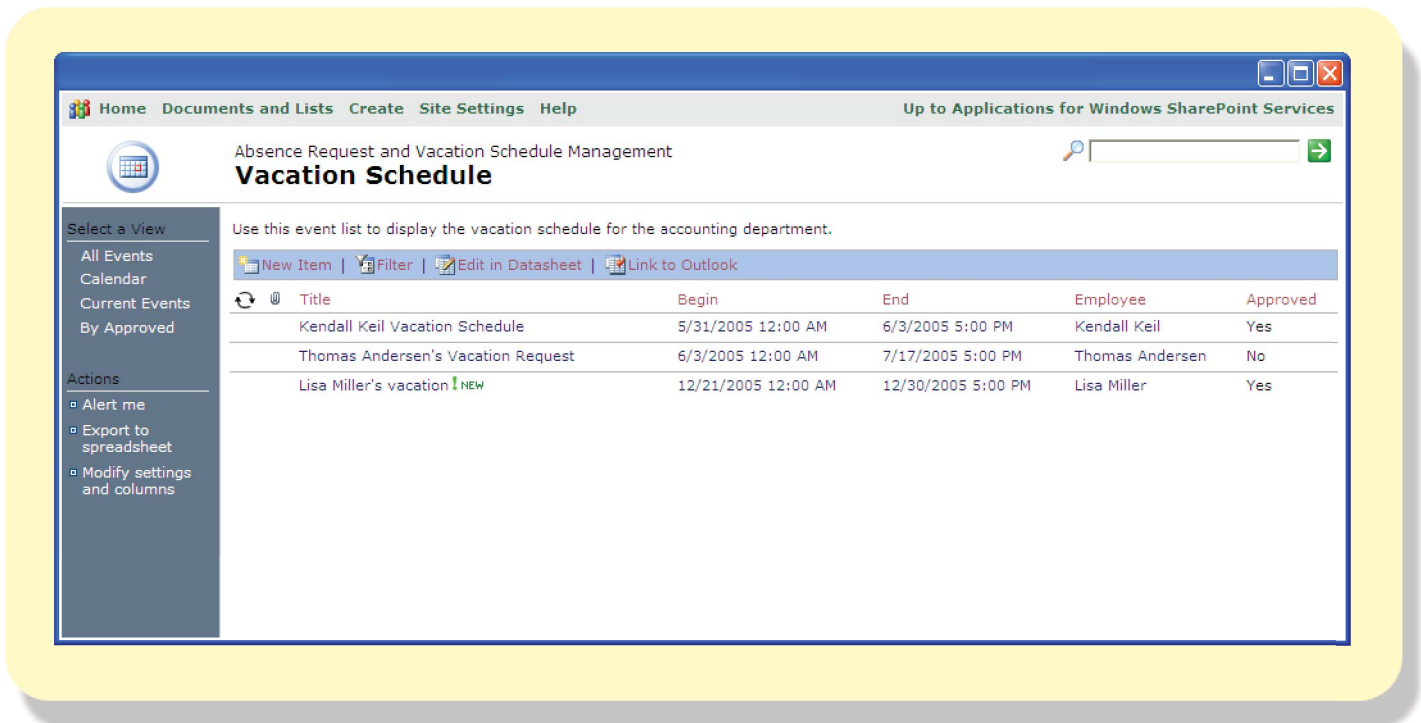 Home Documents and Lists Create Site Settings Help Up to Applications for Windows SharePoint Services
Absence Request and Vacation Schedule Management
Vacation Schedule
Select a View
All Events
Calendar
Current Events
By Approved
Actions
Alert me
Export to
spreadsheet
Modify settings
and columns
Use this event list to display the vacation schedule for the accounting department.
New Item | Filter | Edit in Datasheet | Link to Outlook
Title Begin End Employee Approved
Kendall Keil Vacation Schedule 5/31/2005 12:00 AM 6/3/2005 5:00 PM Kendall Keil Yes
Thomas Andersen's Vacation Request 6/3/2005 12:00 AM 7/17/2005 5:00 PM Thomas Andersen No
Lisa Miller's vacation ! NEW 12/21/2005 12:00 AM 12/30/2005 5:00 PM Lisa Miller Yes